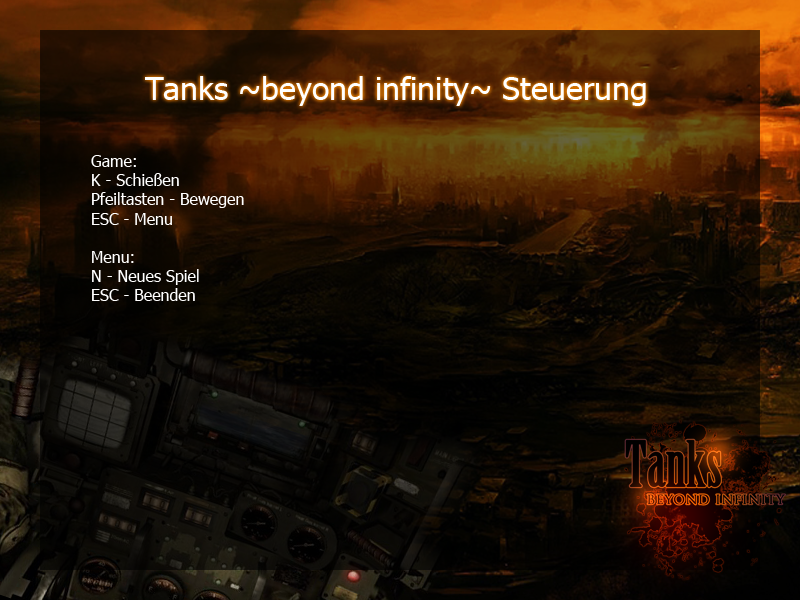 Tanks ~beyond infinity~ Steuerung
Game:
K - Schießen
Pfeiltasten - Bewegen
ESC - Menu
Menu:
N - Neues Spiel
ESC - Beenden
Tanks
BEYOND INFINITY